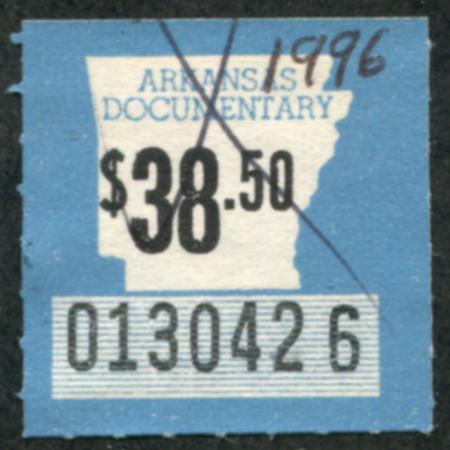 1996
ARKANSAS
DOCUMENTARY
$38.50
013042 6